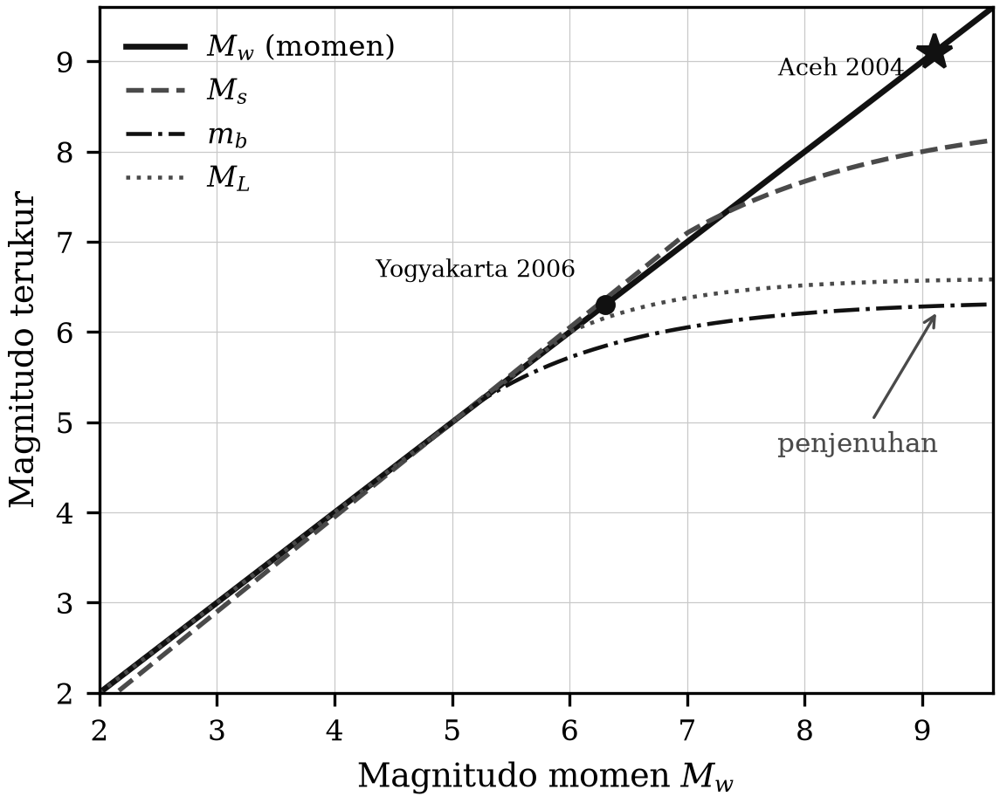 M_w (momen)
M_s
m_b
M_L
Aceh 2004
Yogyakarta 2006
penjenuhan
Magnitudo terukur
9
8
7
6
5
4
3
2
2 3 4 5 6 7 8 9
Magnitudo momen M_w